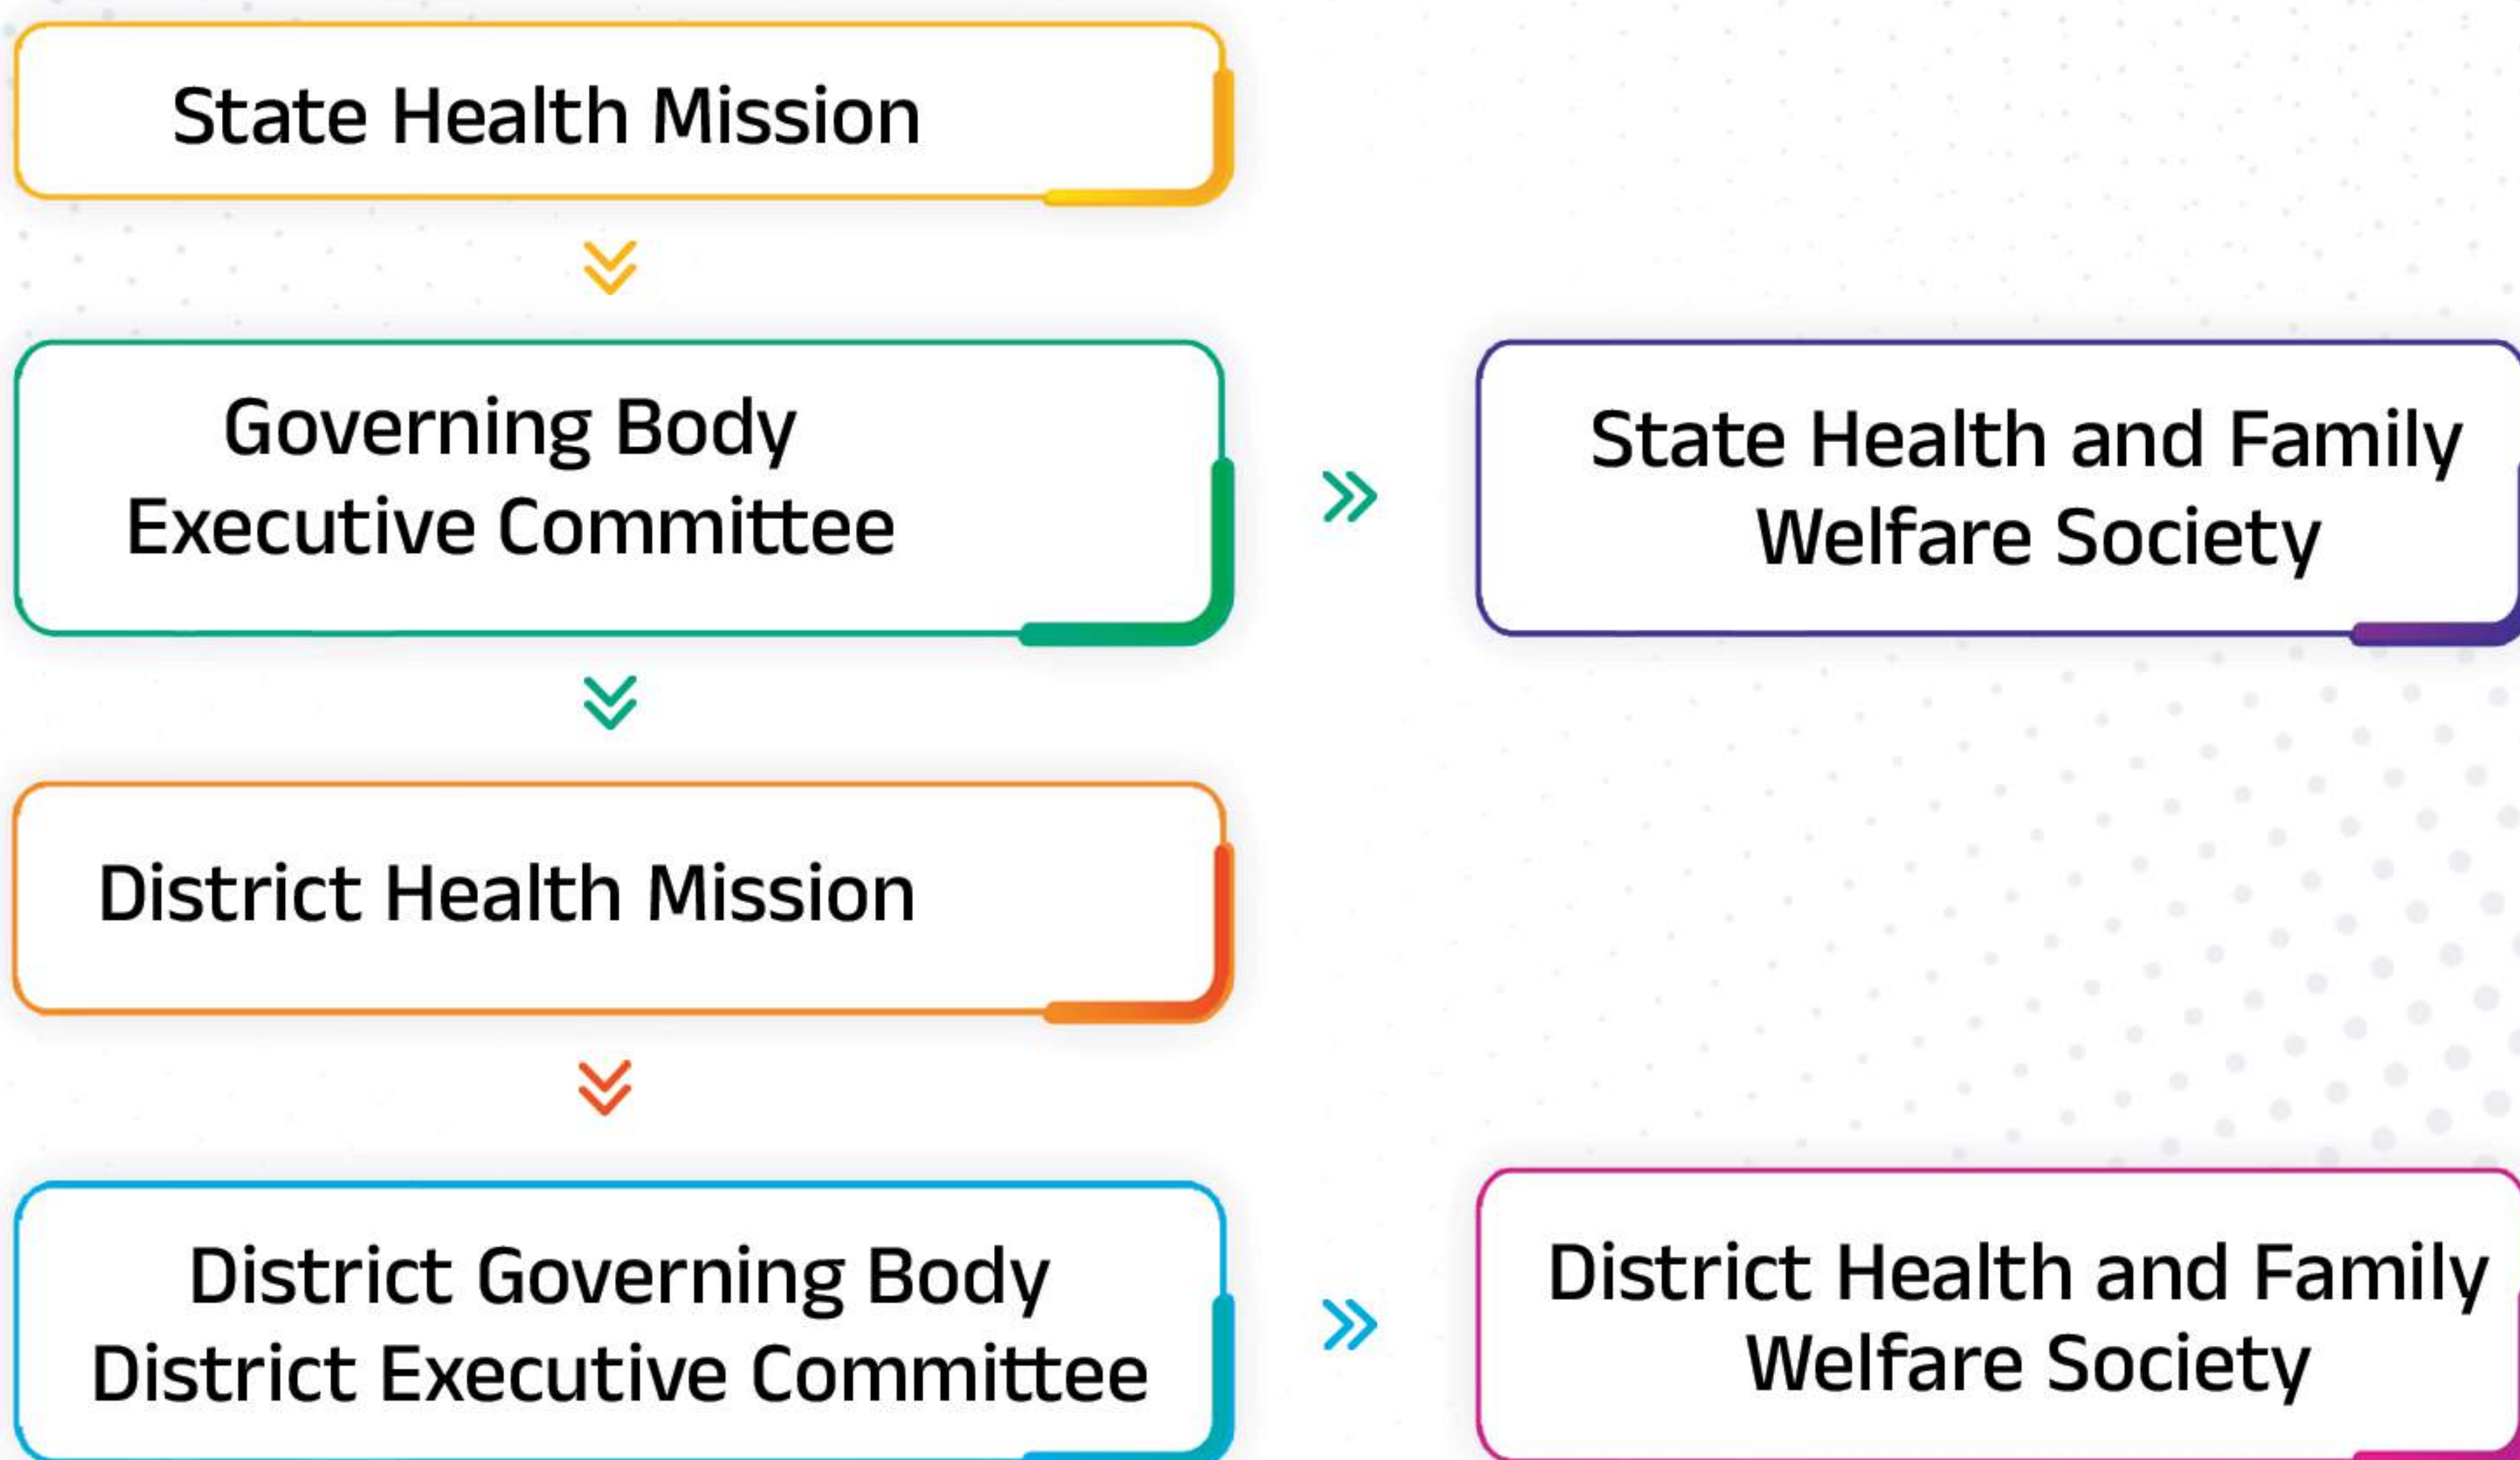 State Health Mission
Governing Body
Executive Committee
State Health and Family
Welfare Society
District Health Mission
District Governing Body
District Executive Committee
District Health and Family
Welfare Society